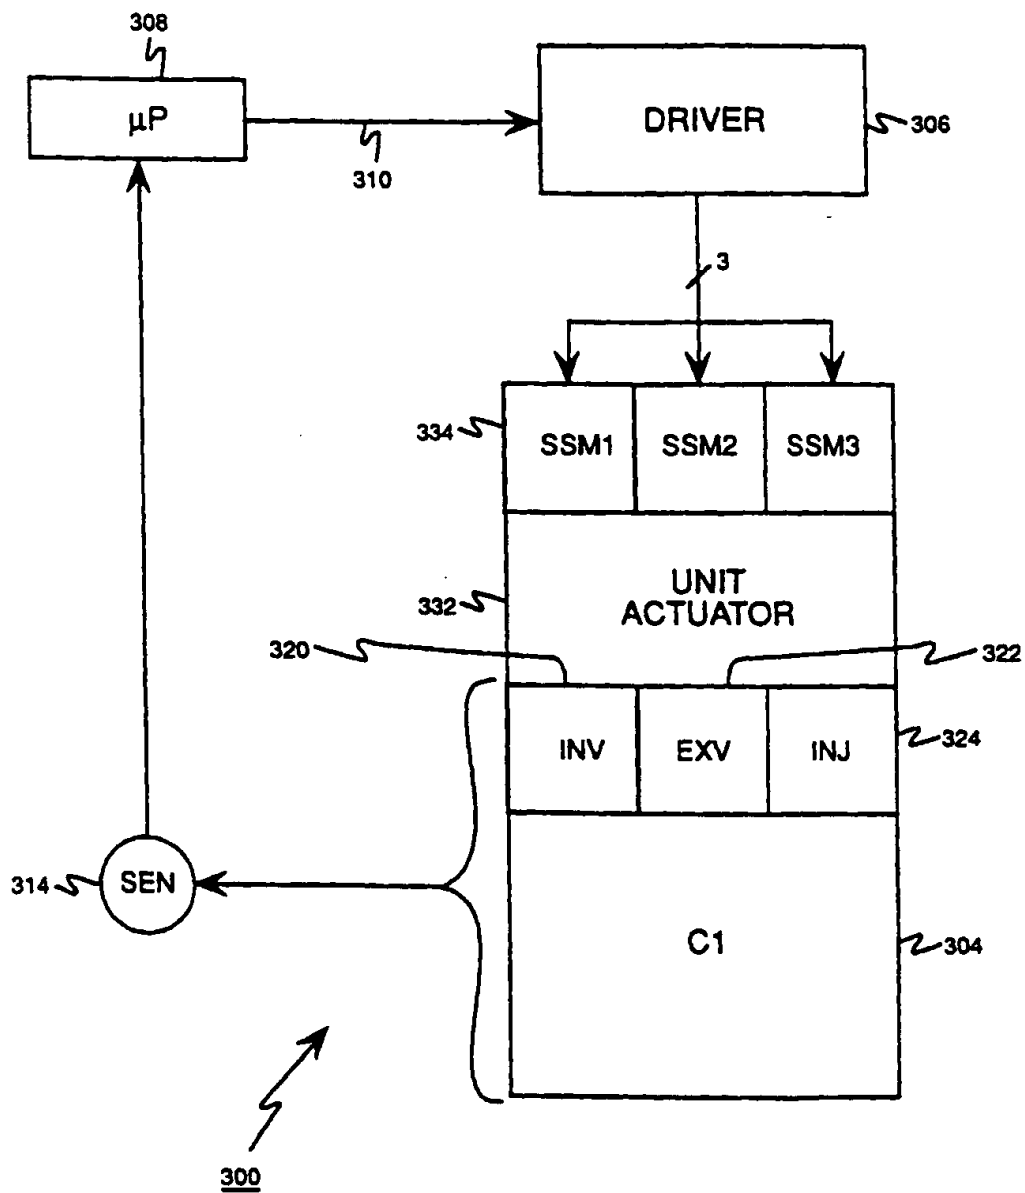 308
µP
310
DRIVER
306
3
334
SSM1
SSM2
SSM3
332
UNIT
ACTUATOR
320
322
INV
EXV
INJ
324
314
SEN
C1
304
300